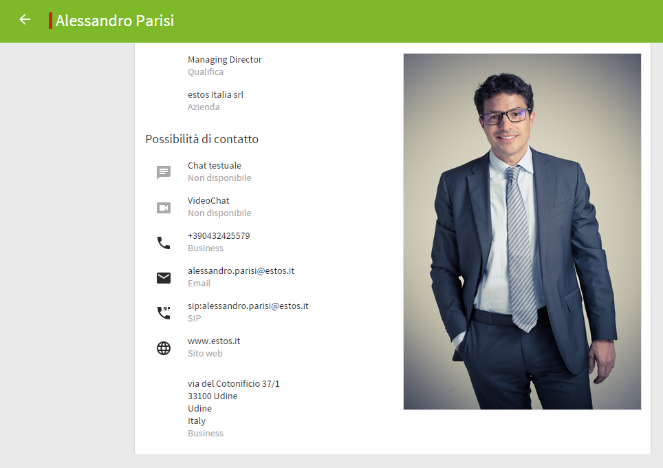 Alessandro Parisi
Managing Director
Qualifica
estos Italia srl
Azienda
Possibilità di contatto
Chat testuale
Non disponibile
VideoChat
Non disponibile
+390432425579
Business
alessandro.parisi@estos.it
Email
SIP
sip:alessandro.parisi@estos.it
SIP
www.estos.it
Sito web
via del Cotonificio 37/1
33100 Udine
Udine
Italy
Business